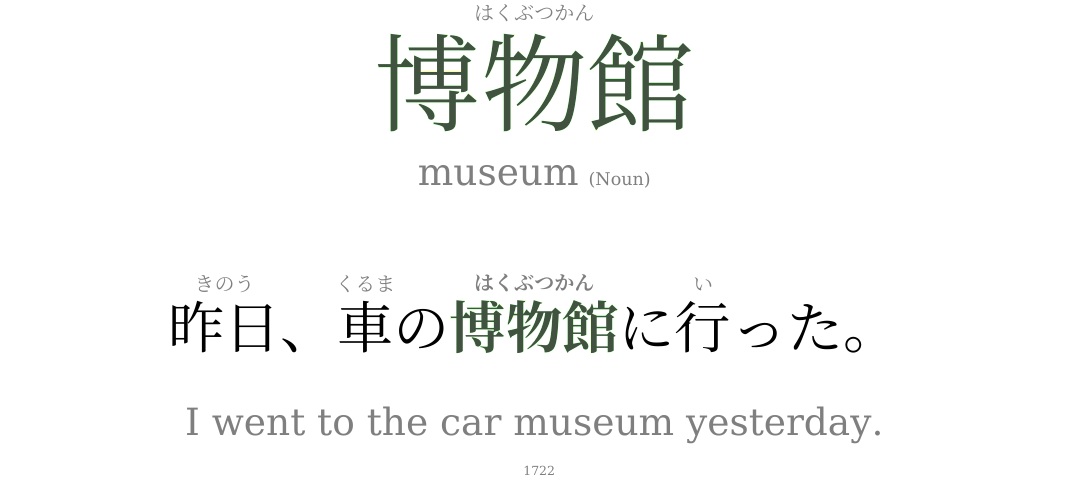 はくぶつかん
博物館
museum (Noun)
きのう くるま はくぶつかん い
昨日、車の博物館に行った。
I went to the car museum yesterday.
1722